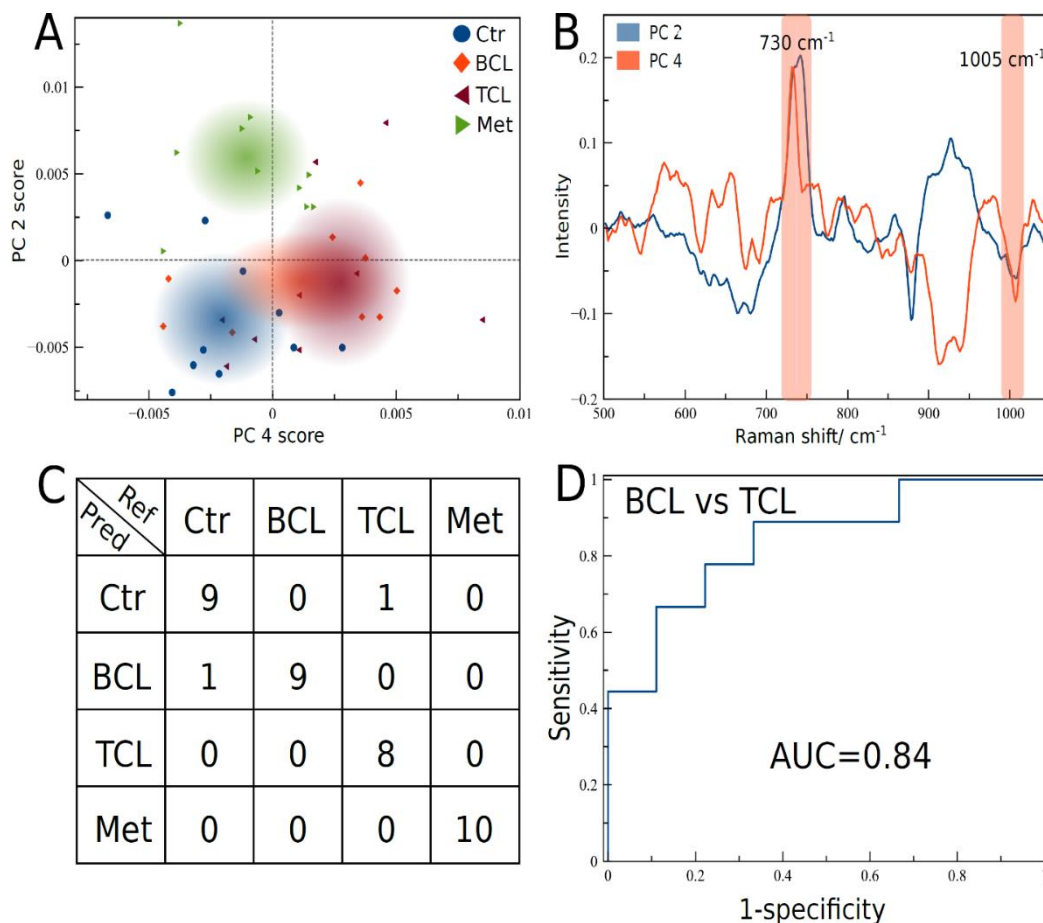 A
Ctr
BCL
TCL
Met
0.01
0.005
0
−0.005
PC 2 score
−0.005
0
0.005
0.01
PC 4 score
B
PC 2
PC 4
730 cm-1
1005 cm-1
0.2
0.1
0
−0.1
−0.2
Intensity
500
600
700
800
900
1000
Raman shift/ cm-1
C
Ref
Pred
Ctr BCL TCL Met
Ctr 9 0 1 0
BCL 1 9 0 0
TCL 0 0 8 0
Met 0 0 0 10
D
BCL vs TCL
1
0.8
0.6
0.4
0.2
0
Sensitivity
AUC=0.84
0
0.2
0.4
0.6
0.8
1
1-specificity